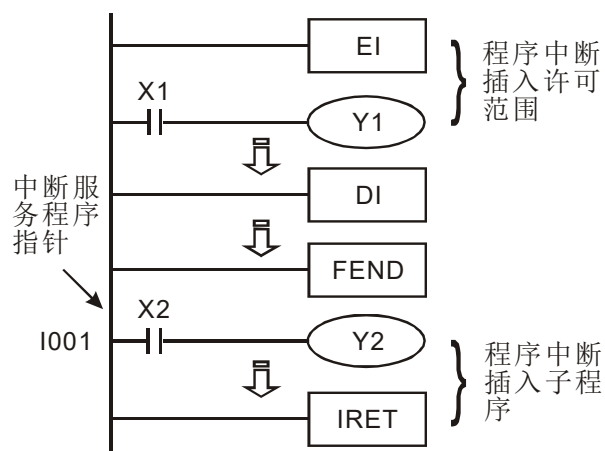 EI
程序中断
插入许可
范围
X1
Y1
中断服
务程序
指针
DI
FEND
X2
I001
Y2
程序中断
插入子程
序
IRET